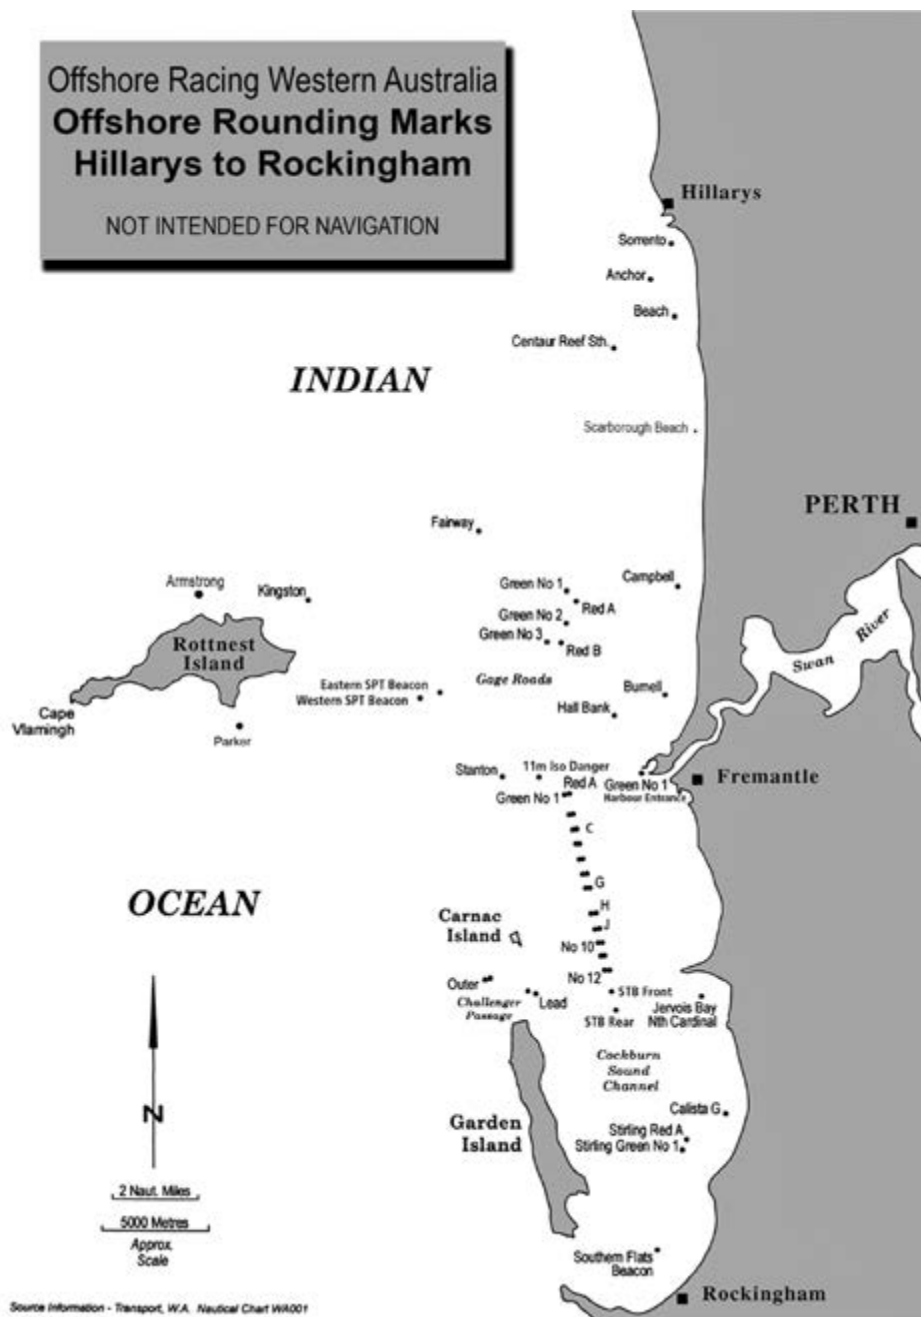 Offshore Racing Western Australia
Offshore Rounding Marks
Hillarys to Rockingham
NOT INTENDED FOR NAVIGATION
Hillarys
Sorrento
Anchor
Beach
Centaur Reef Sth.
INDIAN
Scarborough Beach
PERTH
Fairway
Armstrong
Kingston
Green No 1
Campbell
Red A
Green No 2
Green No 3
Red B
Rottnest
Island
Swan River
Gage Roads
Eastern SPT Beacon
Western SPT Beacon
Burnell
Hall Bank
Cape
Vlamingh
Parker
Stanton
11m Iso Danger
Red A
Green No 1
Green No 1
Harbour Entrance
Fremantle
C
G
OCEAN
H
Carnac
Island
J
No 10
No 12
Outer
Challenger
Passage
Lead
STB Front
STB Rear
Jervois Bay
Nth Cardinal
Cockburn
Sound
Channel
Calista G
Garden
Island
Stirling Red A
Stirling Green No 1
N
2 Naut. Miles
5000 Metres
Approx.
Scale
Southern Flats
Beacon
Rockingham
Source Information - Transport, W.A. Nautical Chart WA001